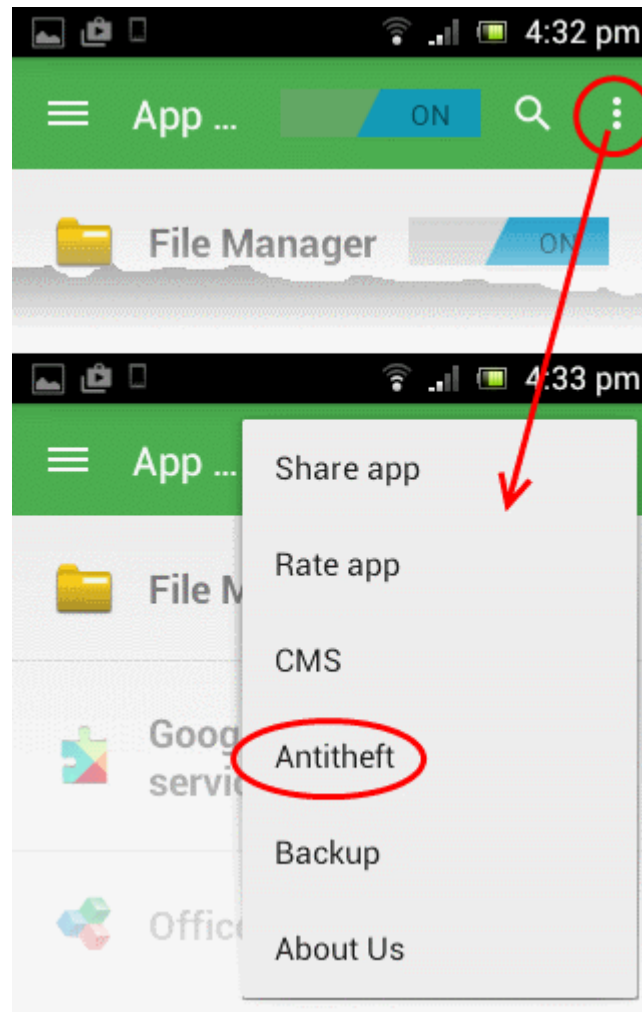 4:32 pm
App ... ON
File Manager ON
4:33 pm
App ...
Share app
Rate app
File M
CMS
Goog
servic
Antitheft
Backup
Office
About Us